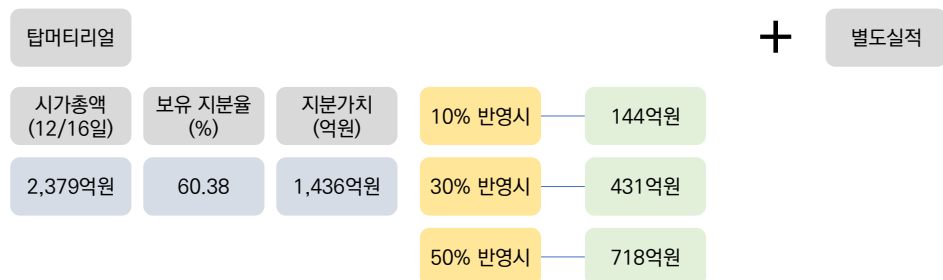 탑머티리얼
+
별도실적
시가총액
(12/16일)
보유 지분율
(%)
지분가치
(억원)
10% 반영시
144억원
2,379억원
60.38
1,436억원
30% 반영시
431억원
50% 반영시
718억원